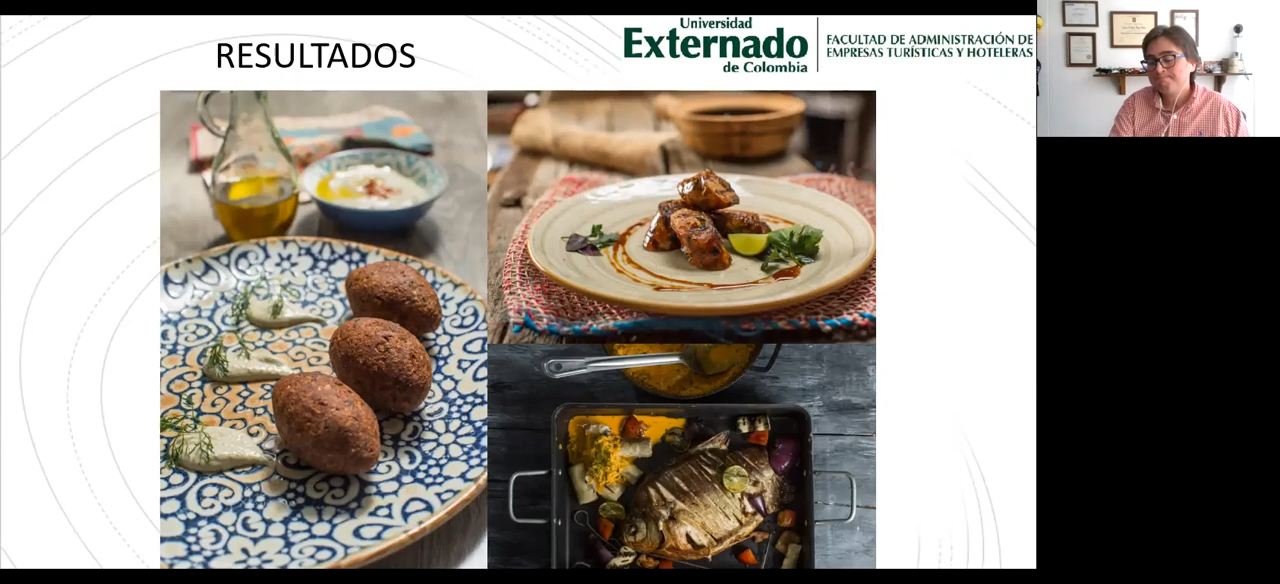 RESULTADOS
Universidad
Externado
de Colombia
FACULTAD DE ADMINISTRACIÓN DE
EMPRESAS TURÍSTICAS Y HOTELERAS